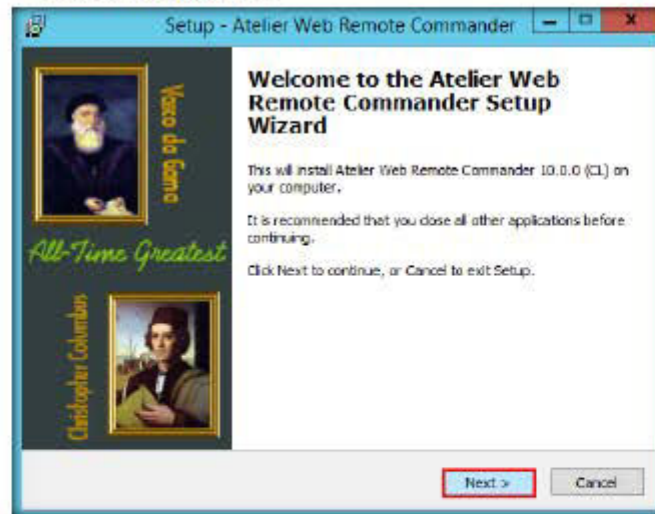 Setup - Atelier Web Remote Commander
Vasco da Gama
All-Time Greatest
Christopher Columbus
Welcome to the Atelier Web
Remote Commander Setup
Wizard
This will install Atelier Web Remote Commander 10.0.0 (CL) on
your computer.
It is recommended that you close all other applications before
continuing.
Click Next to continue, or Cancel to exit Setup.
Next >
Cancel